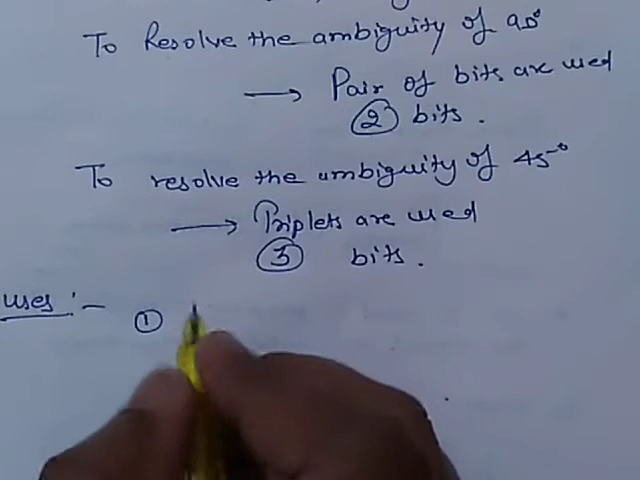 To Resolve the ambiguity of 90°
→ Pair of bits are used
② bits.
To resolve the ambiguity of 45°
→ Triplets are used
③ bits.
uses :-
①